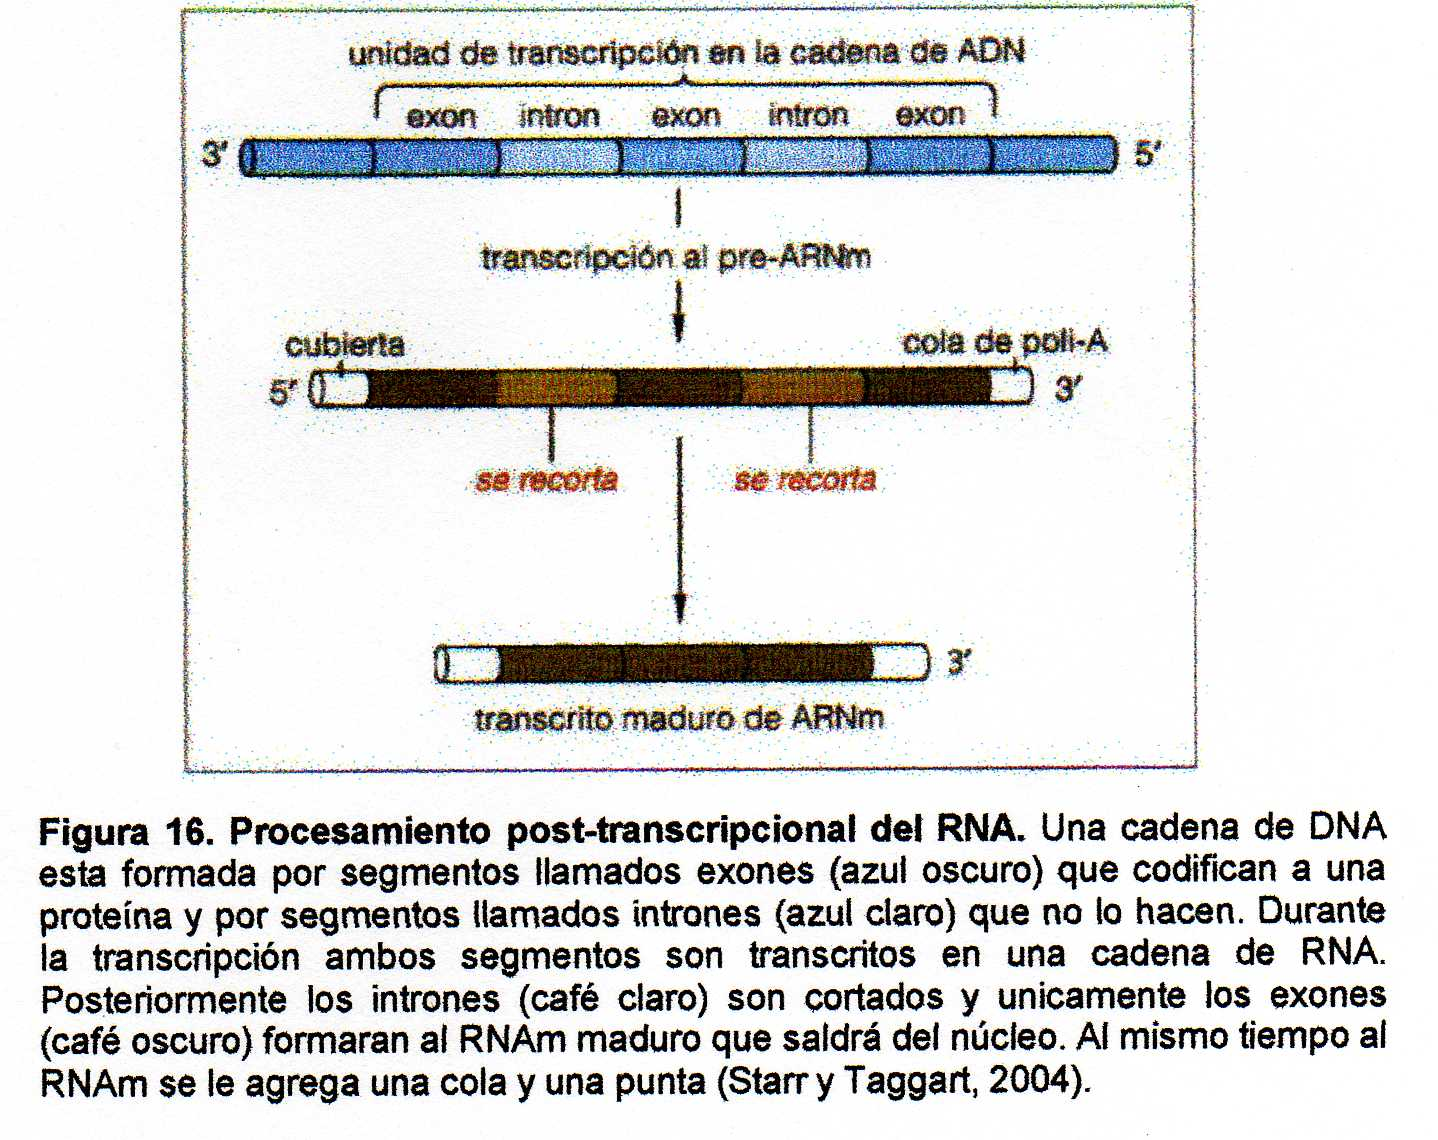 unidad de transcripción en la cadena de ADN
exon intron exon intron exon
3' 5'
transcripción al pre-ARNm
cubierta cola de poli-A
5' 3'
se recorta se recorta
3'
transcrito maduro de ARNm
Figura 16. Procesamiento post-transcripcional del RNA. Una cadena de DNA
esta formada por segmentos llamados exones (azul oscuro) que codifican a una
proteína y por segmentos llamados intrones (azul claro) que no lo hacen. Durante
la transcripción ambos segmentos son transcritos en una cadena de RNA.
Posteriormente los intrones (café claro) son cortados y unicamente los exones
(café oscuro) formaran al RNAm maduro que saldrá del núcleo. Al mismo tiempo al
RNAm se le agrega una cola y una punta (Starr y Taggart, 2004).